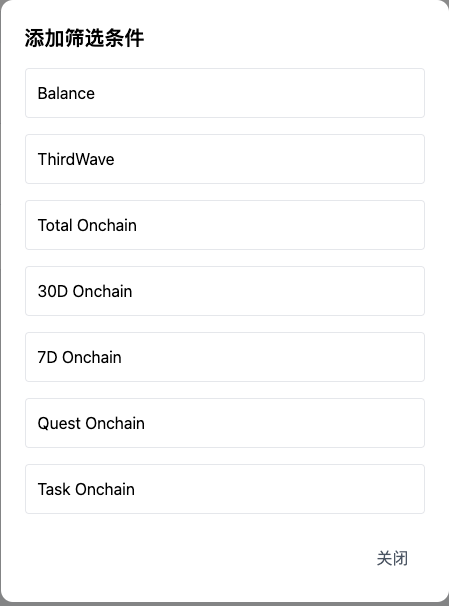 添加筛选条件
Balance
ThirdWave
Total Onchain
30D Onchain
7D Onchain
Quest Onchain
Task Onchain
关闭